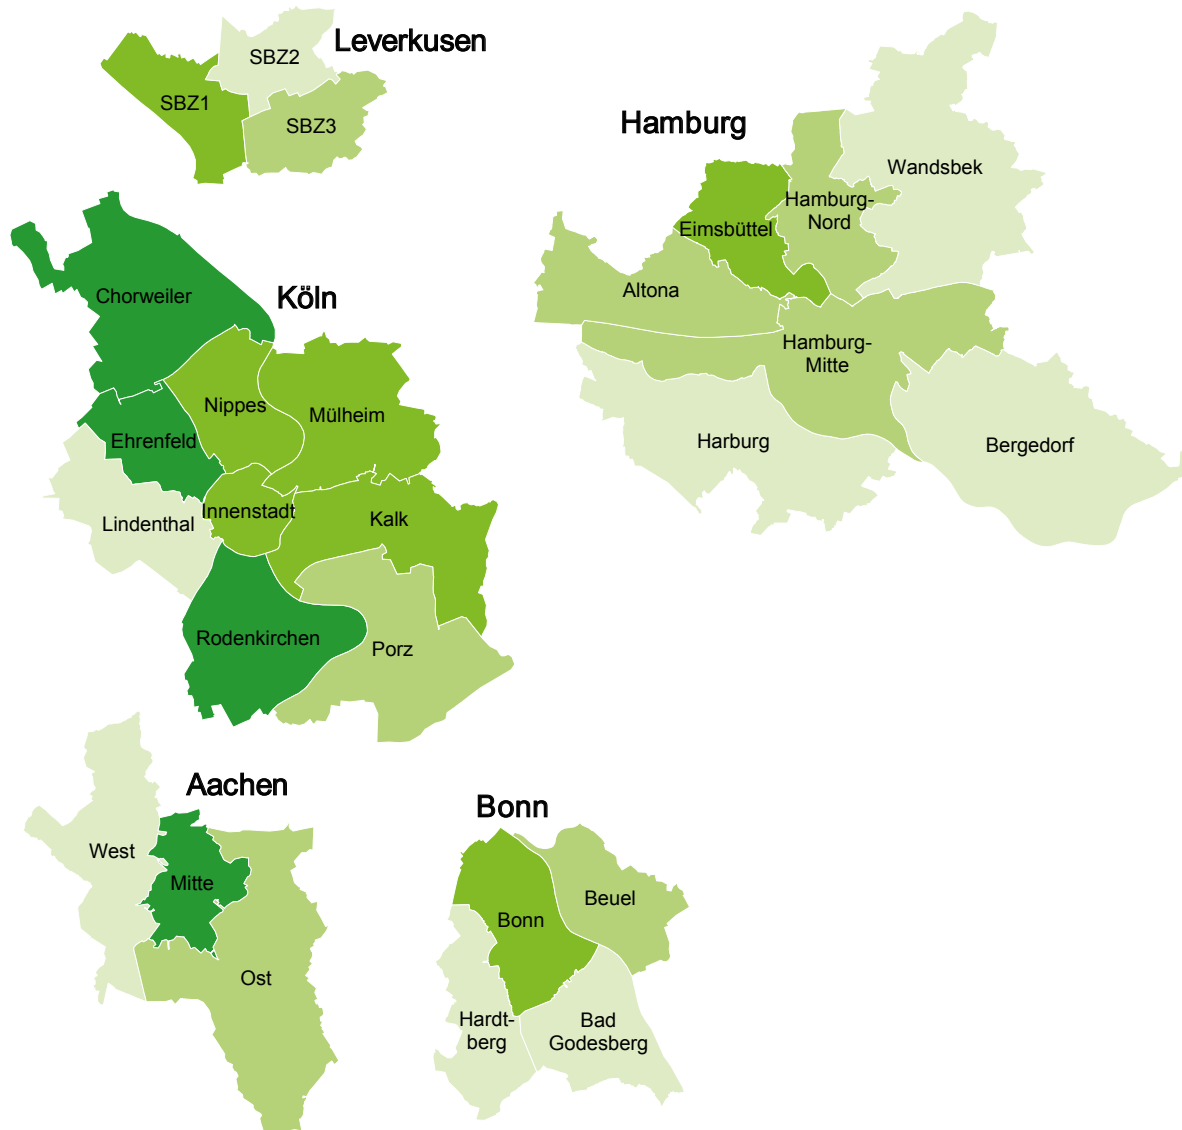 Leverkusen
SBZ2
SBZ1
SBZ3
Hamburg
Wandsbek
Hamburg-
Nord
Eimsbüttel
Altona
Hamburg-
Mitte
Harburg
Bergedorf
Köln
Chorweiler
Nippes
Mülheim
Ehrenfeld
Innenstadt
Kalk
Lindenthal
Rodenkirchen
Porz
Aachen
West
Mitte
Ost
Bonn
Beuel
Bonn
Hardt-
berg
Bad
Godesberg